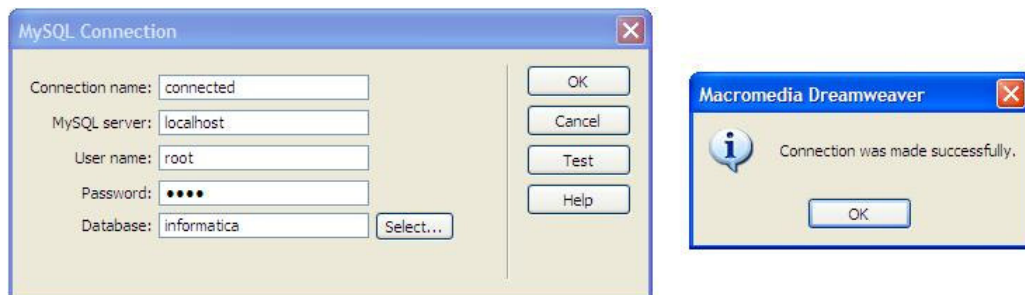 MySQL Connection
Connection name: connected
MySQL server: localhost
User name: root
Password: ••••
Database: informatica
Select...
OK
Cancel
Test
Help
Macromedia Dreamweaver
Connection was made successfully.
OK